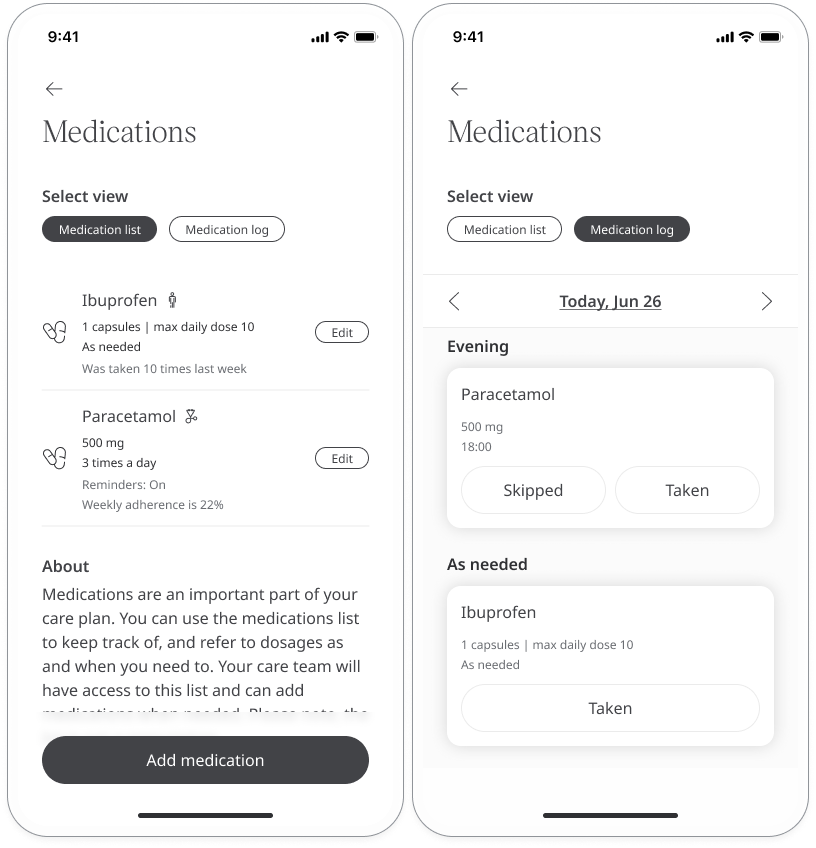 9:41
Medications
Select view
Medication list
Medication log
Ibuprofen
1 capsules | max daily dose 10
As needed
Was taken 10 times last week
Edit
Paracetamol
500 mg
3 times a day
Reminders: On
Weekly adherence is 22%
Edit
About
Medications are an important part of your
care plan. You can use the medications list
to keep track of, and refer to dosages as
and when you need to. Your care team will
have access to this list and can add
medications when needed. Please note, the
Add medication
9:41
Medications
Select view
Medication list
Medication log
Today, Jun 26
Evening
Paracetamol
500 mg
18:00
Skipped
Taken
As needed
Ibuprofen
1 capsules | max daily dose 10
As needed
Taken